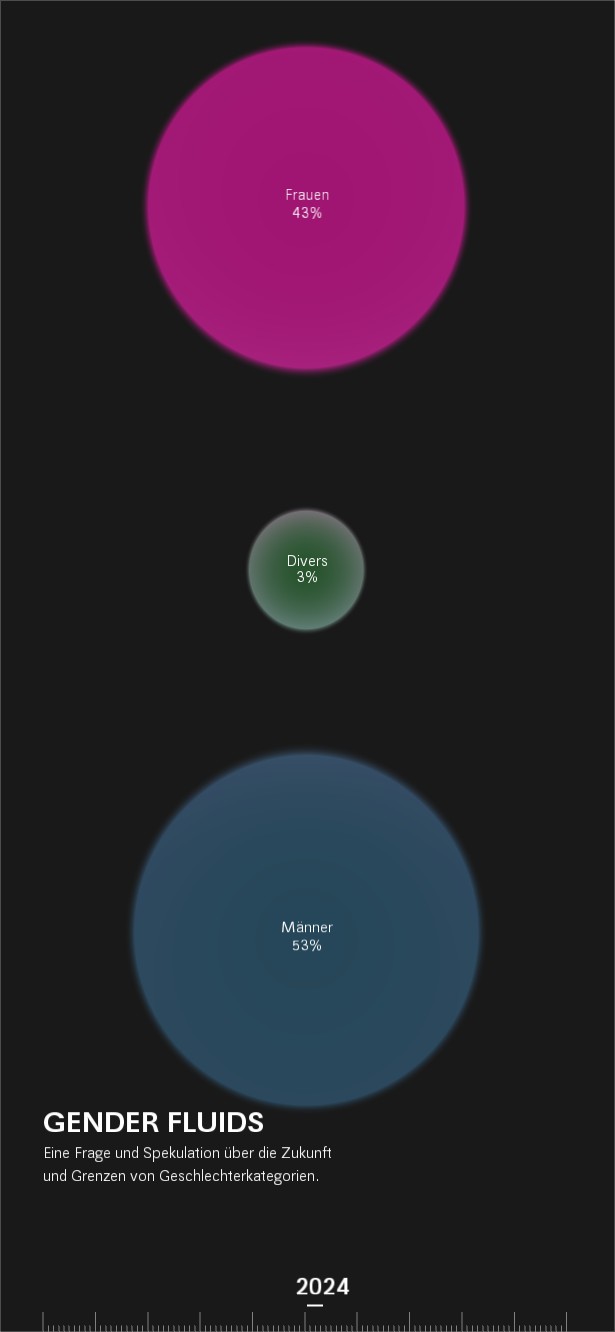 Frauen
43%
Divers
3%
Männer
53%
GENDER FLUIDS
Eine Frage und Spekulation über die Zukunft
und Grenzen von Geschlechterkategorien.
2024